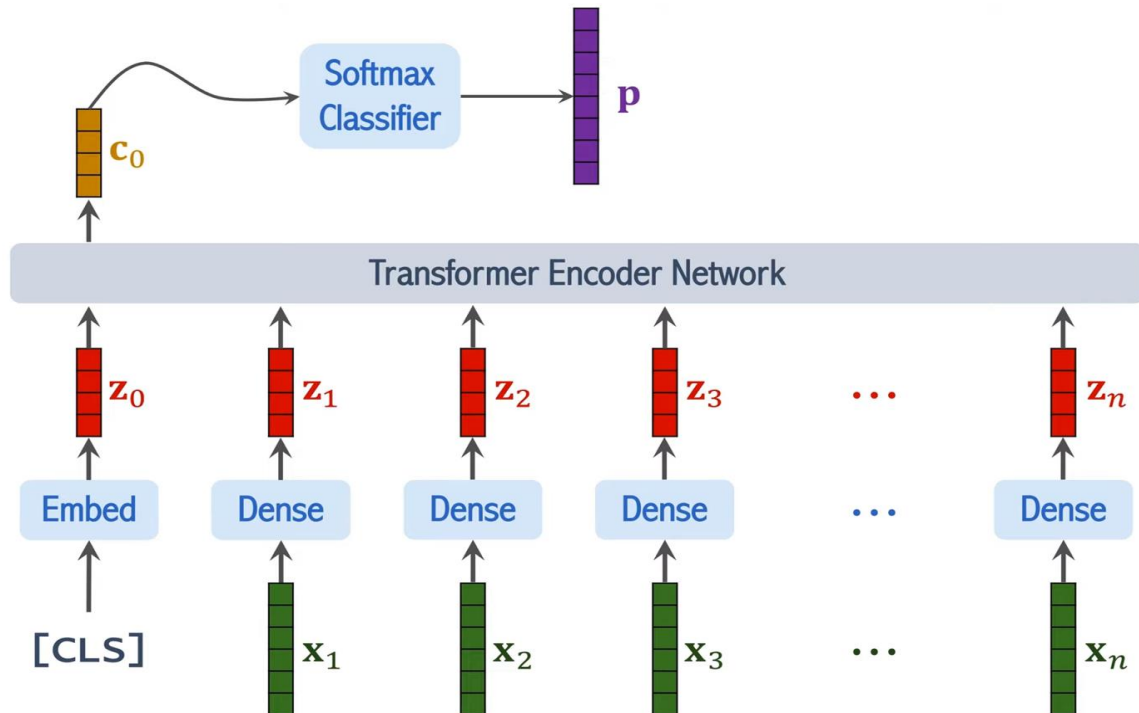 Softmax
Classifier
p
c₀
Transformer Encoder Network
z₀ z₁ z₂ z₃ ... zₙ
Embed Dense Dense Dense ... Dense
[CLS] x₁ x₂ x₃ ... xₙ